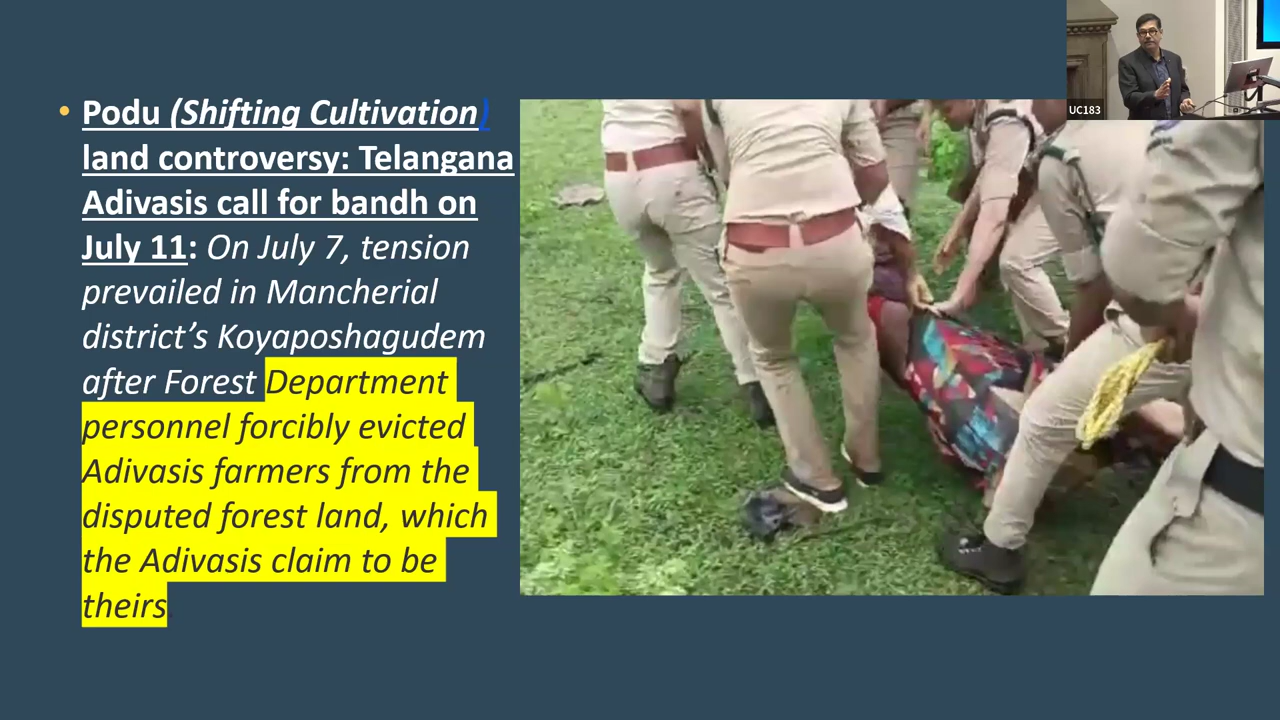 • Podu (Shifting Cultivation)
land controversy: Telangana
Adivasis call for bandh on
July 11: On July 7, tension
prevailed in Mancherial
district’s Koyaposhagudem
after Forest Department
personnel forcibly evicted
Adivasis farmers from the
disputed forest land, which
the Adivasis claim to be
theirs.
UC183